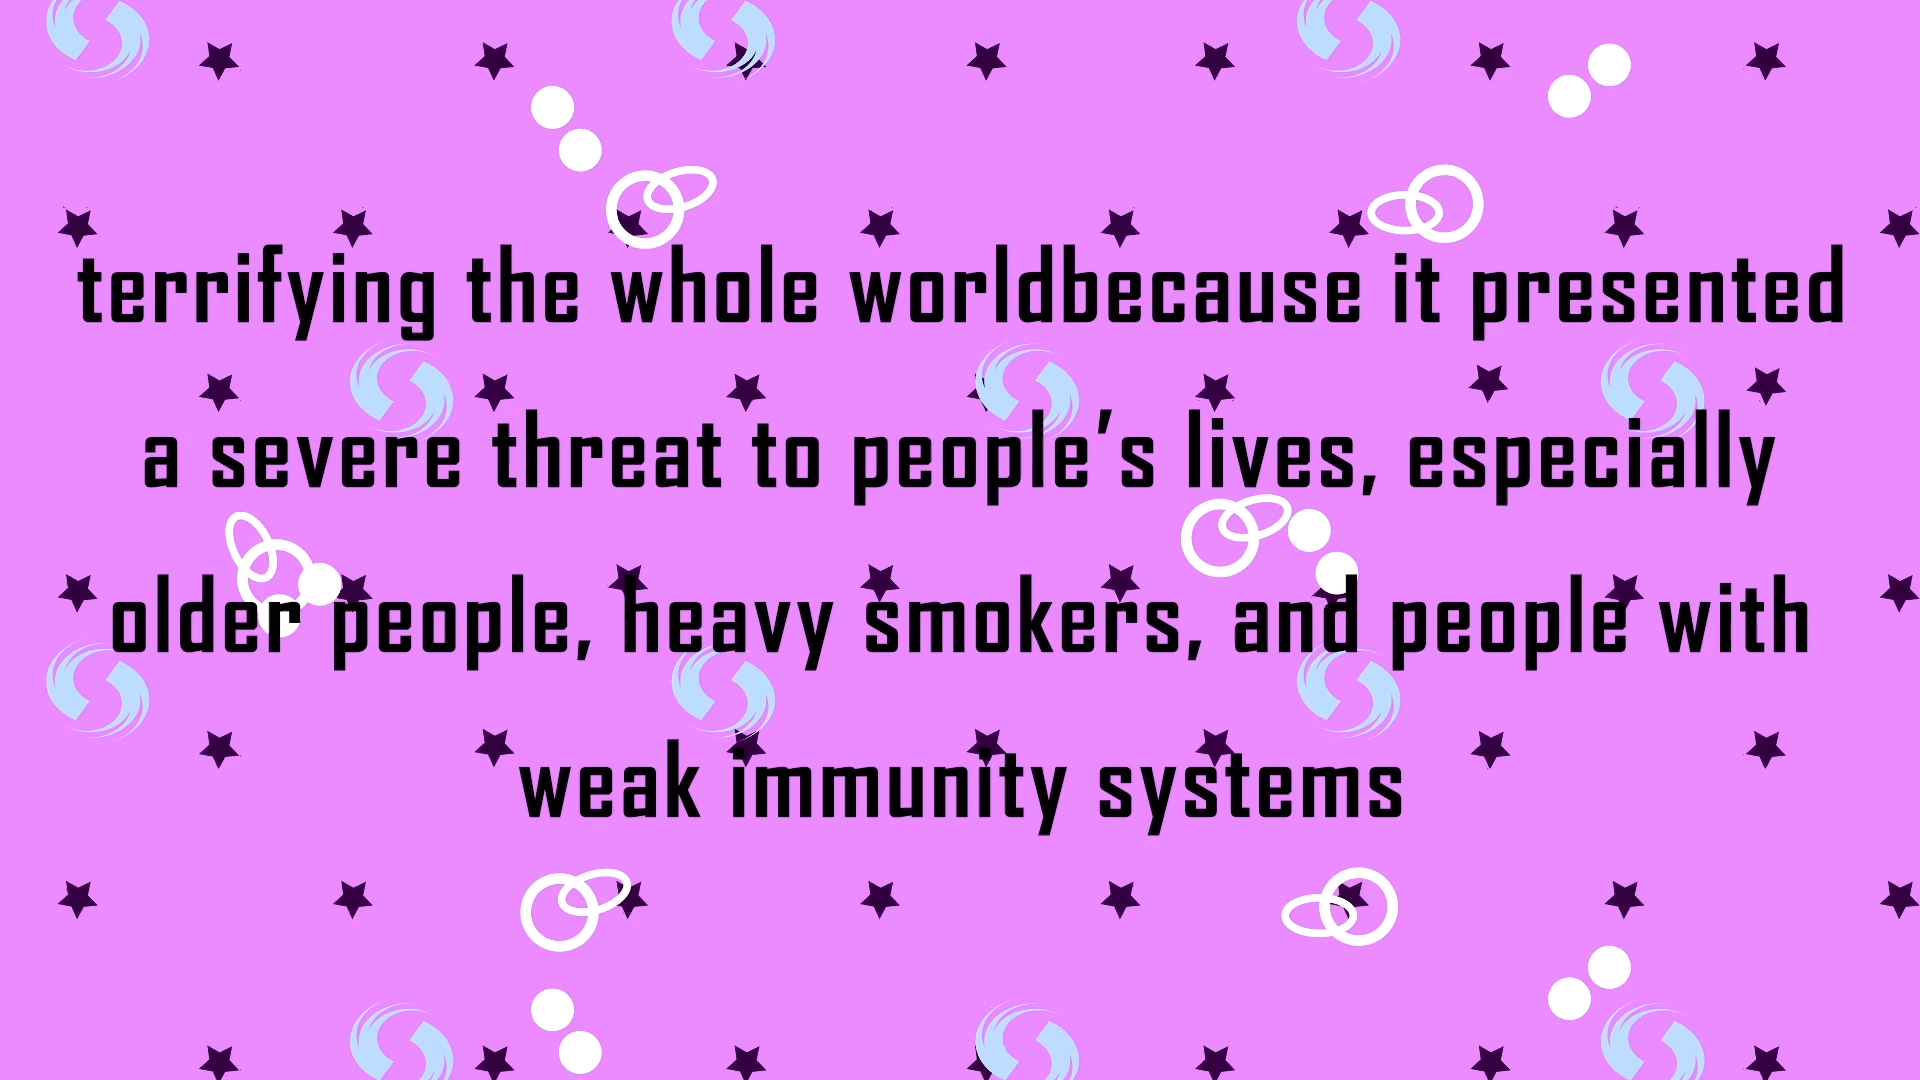 terrifying the whole worldbecause it presented
a severe threat to people’s lives, especially
older people, heavy smokers, and people with
weak immunity systems